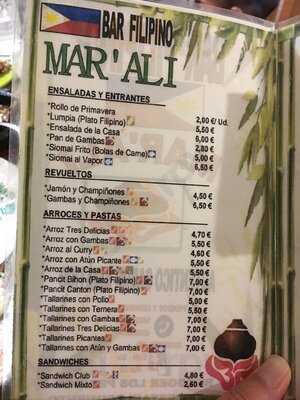 BAR FILIPINO
MAR'ALI
ENSALADAS Y ENTRANTES
*Rollo de Primavera 2,00 €/ Ud.
*Lumpia (Plato Filipino) 5,50 €
*Ensalada de la Casa 6,00 €
*Pan de Gambas 2,80 €
*Siomai Frito (Bolas de Carne) 5,00 €
*Siomai al Vapor 6,50 €
REVUELTOS
*Jamón y Champiñones 4,50 €
*Gambas y Champiñones 6,50 €
ARROCES Y PASTAS
*Arroz Tres Delicias 4,70 €
*Arroz con Gambas 5,50 €
*Arroz al Curry 4,60 €
*Arroz con Atún Picante 5,50 €
*Arroz de la Casa 5,50 €
*Pancit Bihon (Plato Filipino) 7,00 €
*Pancit Canton (Plato Filipino) 7,00 €
*Tallarines con Pollo 5,00 €
*Tallarines con Ternera 5,50 €
*Tallarines con Gambas 7,00 €
*Tallarines Tres Delicias 7,00 €
*Tallarines Picantes 7,00 €
*Tallarines con Atún y Gambas 7,00 €
SANDWICHES
*Sandwich Club 4,80 €
*Sandwich Mixto 2,60 €